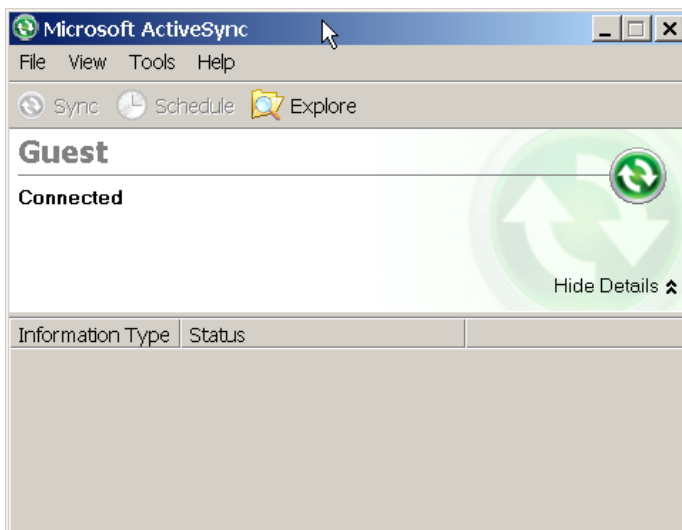 Microsoft ActiveSync
File View Tools Help
Sync Schedule Explore
Guest
Connected
Hide Details
Information Type Status